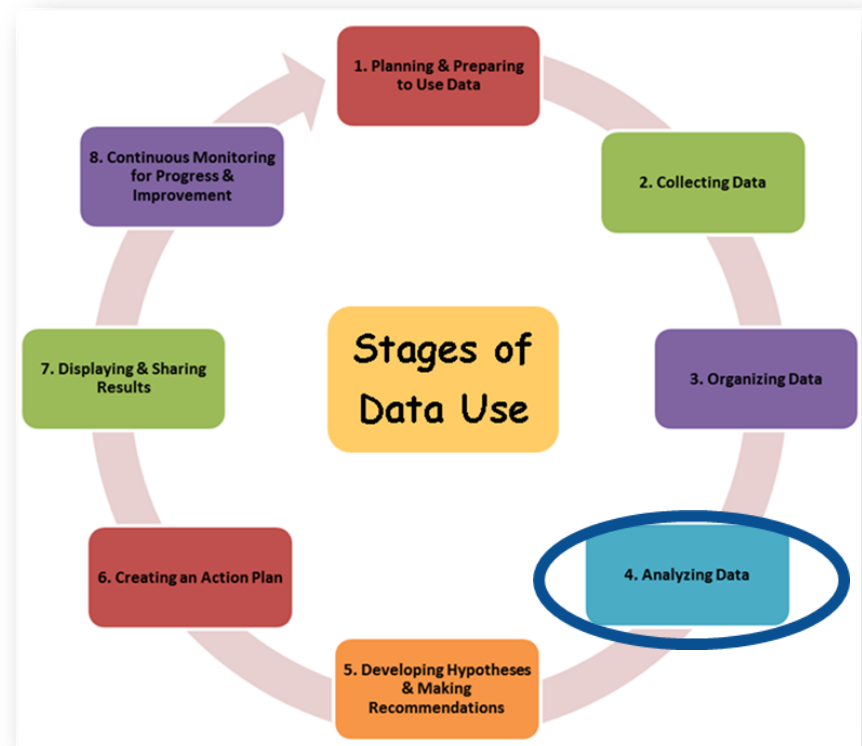 1. Planning & Preparing
to Use Data
2. Collecting Data
3. Organizing Data
4. Analyzing Data
5. Developing Hypotheses
& Making
Recommendations
6. Creating an Action Plan
7. Displaying & Sharing
Results
8. Continuous Monitoring
for Progress &
Improvement
Stages of
Data Use